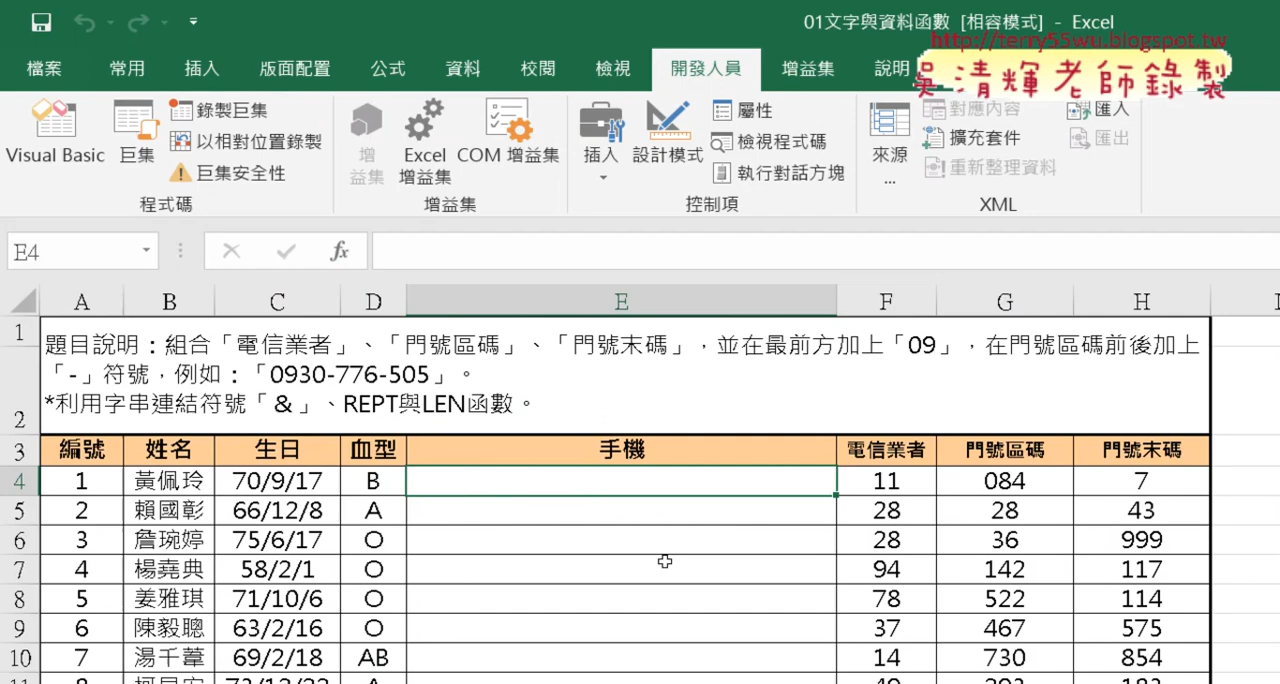 01文字與資料函數 [相容模式] - Excel
http://terry55wu.blogspot.tw
吳清輝老師錄製
檔案 常用 插入 版面配置 公式 資料 校閱 檢視 開發人員 增益集 說明
Visual Basic 巨集 錄製巨集 以相對位置錄製 巨集安全性 程式碼
增益集 Excel 增益集 COM 增益集 增益集
插入 設計模式 屬性 檢視程式碼 執行對話方塊 控制項
來源... 對應內容 擴充套件 重新整理資料 匯入 匯出 XML
E4 fx
A B C D E F G H
1 題目說明：組合「電信業者」、「門號區碼」、「門號末碼」，並在最前方加上「09」，在門號區碼前後加上
「-」符號，例如：「0930-776-505」。
2 *利用字串連結符號「&」、REPT與LEN函數。
3 編號 姓名 生日 血型 手機 電信業者 門號區碼 門號末碼
4 1 黃佩玲 70/9/17 B 11 084 7
5 2 賴國彰 66/12/8 A 28 28 43
6 3 詹琬婷 75/6/17 O 28 36 999
7 4 楊堯典 58/2/1 O 94 142 117
8 5 姜雅琪 71/10/6 O 78 522 114
9 6 陳毅聰 63/2/16 O 37 467 575
10 7 湯千葦 69/2/18 AB 14 730 854